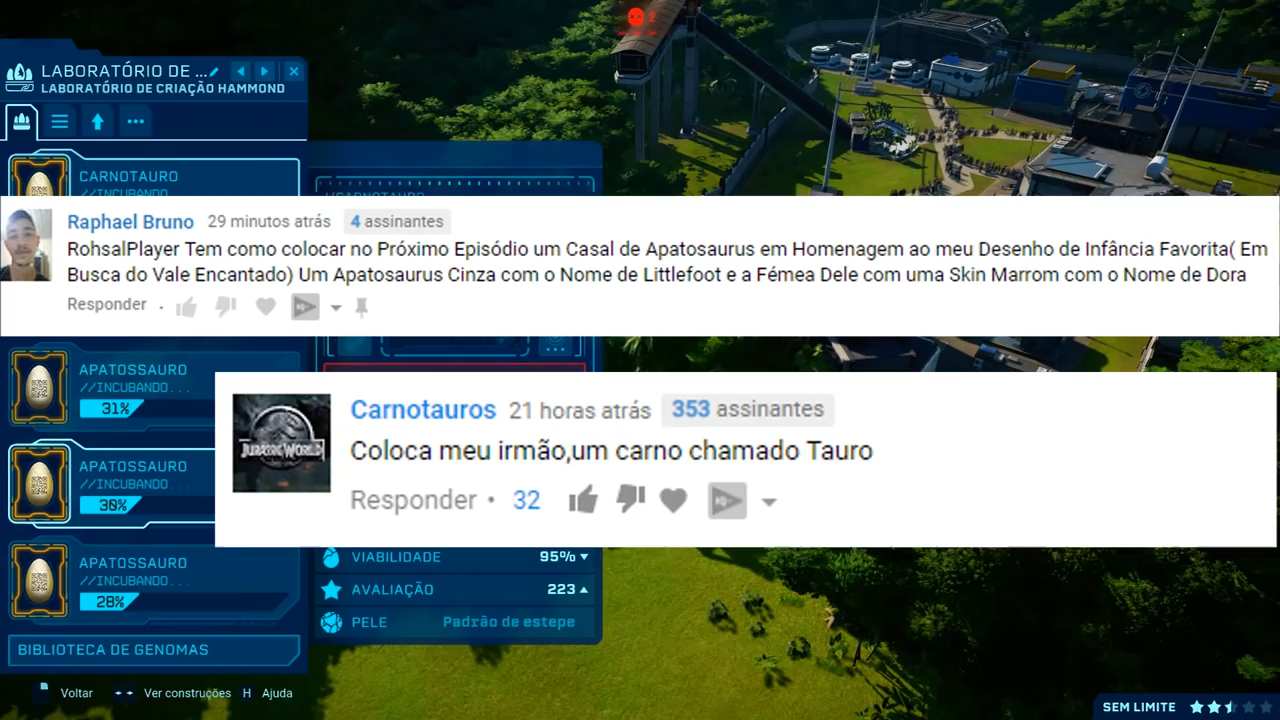 2
LABORATÓRIO DE ...
LABORATÓRIO DE CRIAÇÃO HAMMOND
CARNOTAURO
//INCUBANDO
//CARNOTAURO
Raphael Bruno 29 minutos atrás 4 assinantes
RohsalPlayer Tem como colocar no Próximo Episódio um Casal de Apatosaurus em Homenagem ao meu Desenho de Infância Favorita( Em
Busca do Vale Encantado) Um Apatosaurus Cinza com o Nome de Littlefoot e a Fémea Dele com uma Skin Marrom com o Nome de Dora
Responder
APATOSSAURO
//INCUBANDO...
31%
Carnotauros 21 horas atrás 353 assinantes
JURASSIC WORLD
Coloca meu irmão,um carno chamado Tauro
Responder • 32
APATOSSAURO
//INCUBANDO...
30%
APATOSSAURO
//INCUBANDO...
28%
VIABILIDADE 95%
AVALIAÇÃO 223
PELE Padrão de estepe
BIBLIOTECA DE GENOMAS
Voltar Ver construções H Ajuda
SEM LIMITE